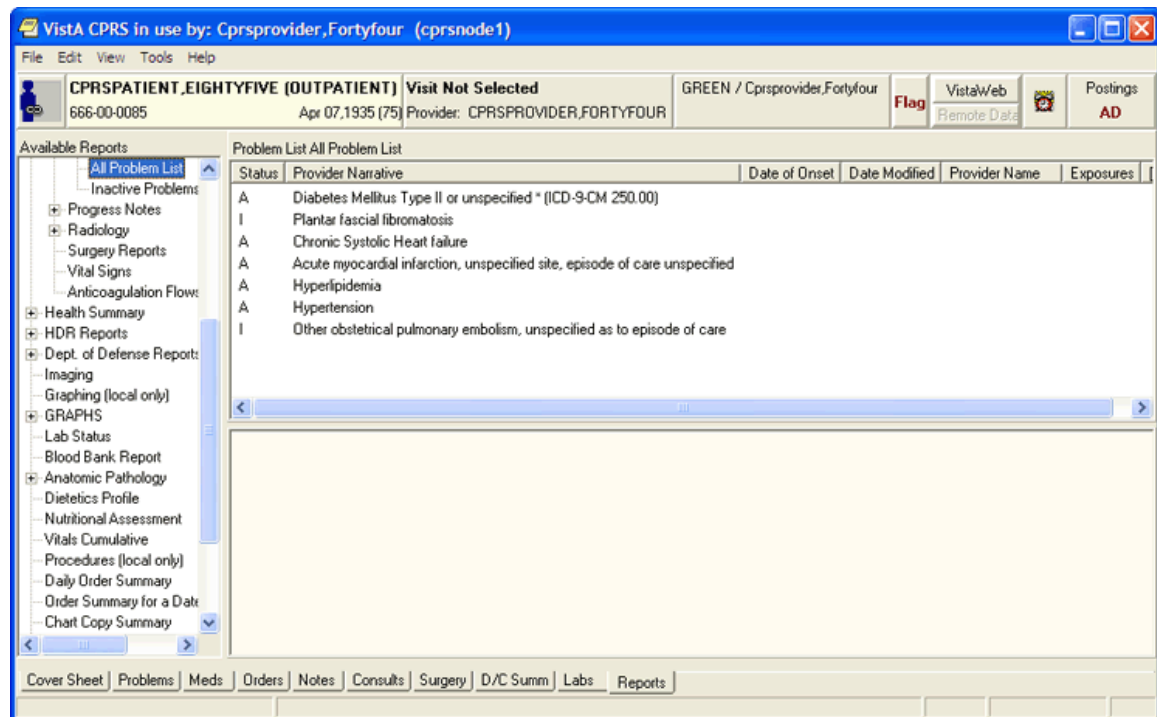 VistA CPRS in use by: Cprsprovider,Fortyfour (cprsnode1)
File Edit View Tools Help
CPRSPATIENT,EIGHTYFIVE (OUTPATIENT) Visit Not Selected GREEN / Cprsprovider,Fortyfour Flag VistaWeb Postings
666-00-0085 Apr 07,1935 (75) Provider: CPRSPROVIDER,FORTYFOUR Remote Data AD
Available Reports
All Problem List
Inactive Problems
Progress Notes
Radiology
Surgery Reports
Vital Signs
Anticoagulation Flow
Health Summary
HDR Reports
Dept. of Defense Reports
Imaging
Graphing (local only)
GRAPHS
Lab Status
Blood Bank Report
Anatomic Pathology
Dietetics Profile
Nutritional Assessment
Vitals Cumulative
Procedures (local only)
Daily Order Summary
Order Summary for a Date
Chart Copy Summary
Problem List All Problem List
Status Provider Narrative Date of Onset Date Modified Provider Name Exposures
A Diabetes Mellitus Type II or unspecified * (ICD-9-CM 250.00)
I Plantar fascial fibromatosis
A Chronic Systolic Heart failure
A Acute myocardial infarction, unspecified site, episode of care unspecified
A Hyperlipidemia
A Hypertension
I Other obstetrical pulmonary embolism, unspecified as to episode of care
Cover Sheet Problems Meds Orders Notes Consults Surgery D/C Summ Labs Reports